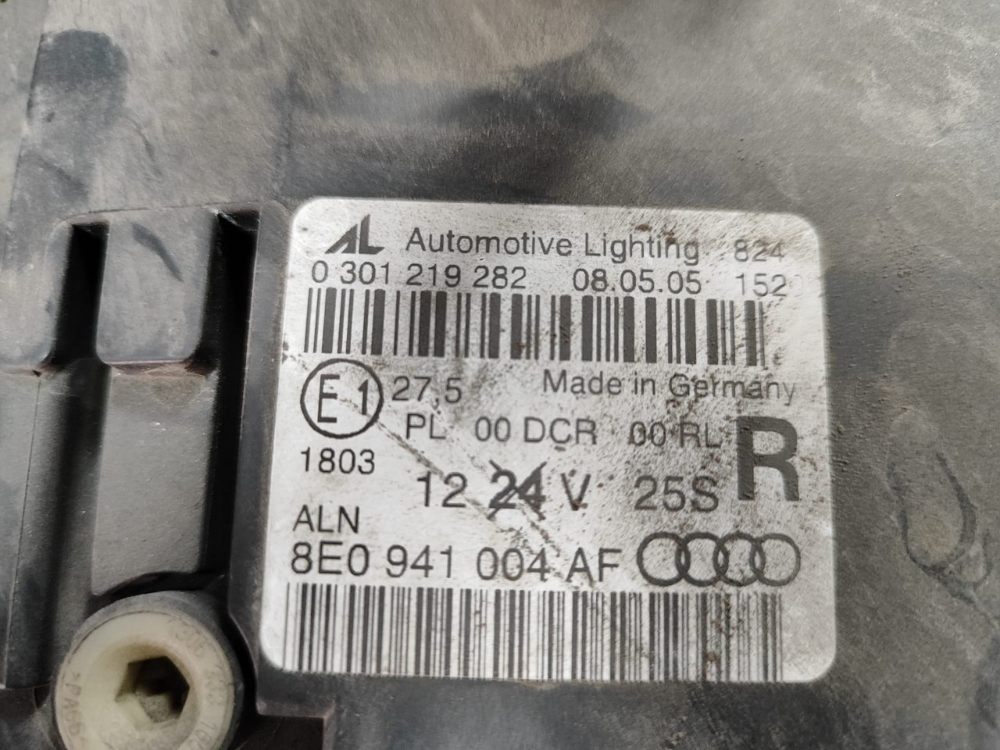 AL Automotive Lighting 824
0 301 219 282 08.05.05 152
E1 27,5 Made in Germany
PL 00 DCR 00 RL R
1803
12 24 V 25S
ALN
8E0 941 004 AF